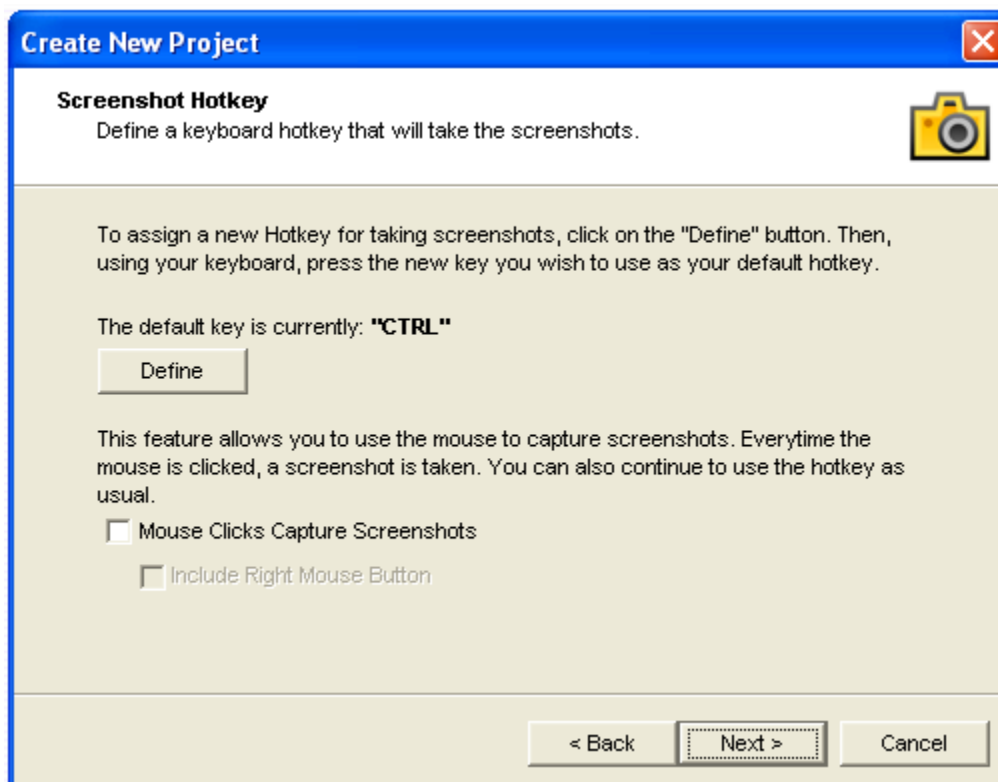 Create New Project
Screenshot Hotkey
Define a keyboard hotkey that will take the screenshots.
To assign a new Hotkey for taking screenshots, click on the "Define" button. Then,
using your keyboard, press the new key you wish to use as your default hotkey.
The default key is currently: "CTRL"
Define
This feature allows you to use the mouse to capture screenshots. Everytime the
mouse is clicked, a screenshot is taken. You can also continue to use the hotkey as
usual.
Mouse Clicks Capture Screenshots
Include Right Mouse Button
< Back Next > Cancel